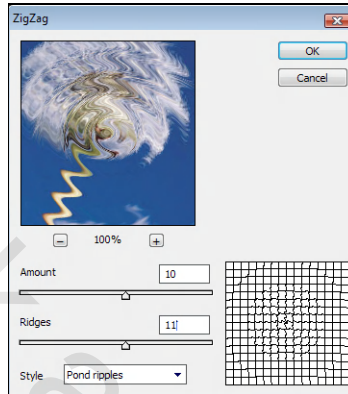 ZigZag
OK
Cancel
100%
Amount 10
Ridges 11
Style Pond ripples